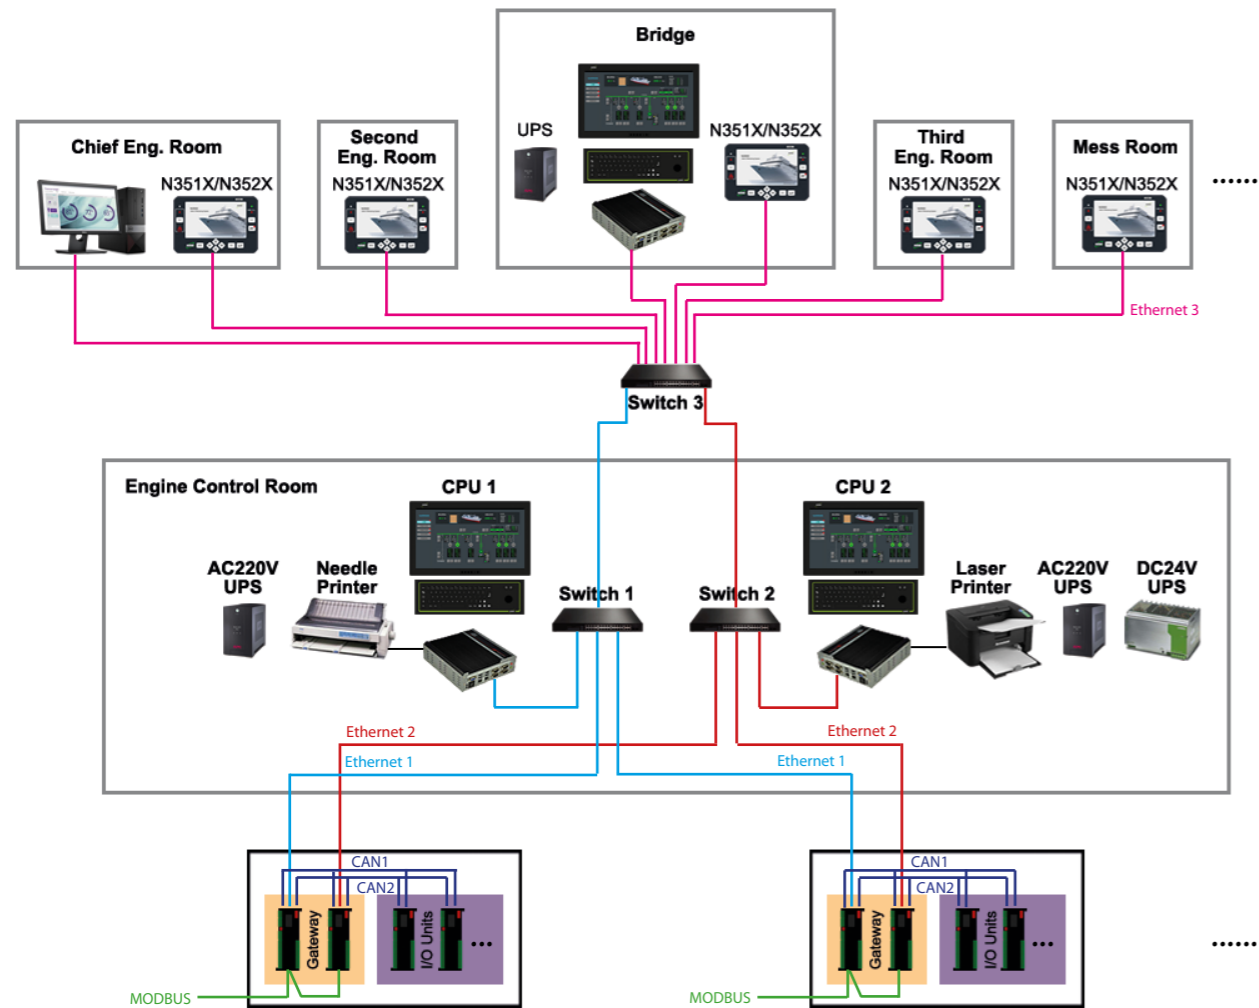 Bridge
UPS
N351X/N352X
Chief Eng. Room
N351X/N352X
Second
Eng. Room
N351X/N352X
Third
Eng. Room
N351X/N352X
Mess Room
N351X/N352X
......
Ethernet 3
Switch 3
Engine Control Room
CPU 1
CPU 2
AC220V
UPS
Needle
Printer
Switch 1
Switch 2
Laser
Printer
AC220V
UPS
DC24V
UPS
Ethernet 2
Ethernet 2
Ethernet 1
Ethernet 1
CAN1
CAN2
Gateway
I/O Units
...
MODBUS
CAN1
CAN2
Gateway
I/O Units
...
MODBUS
......